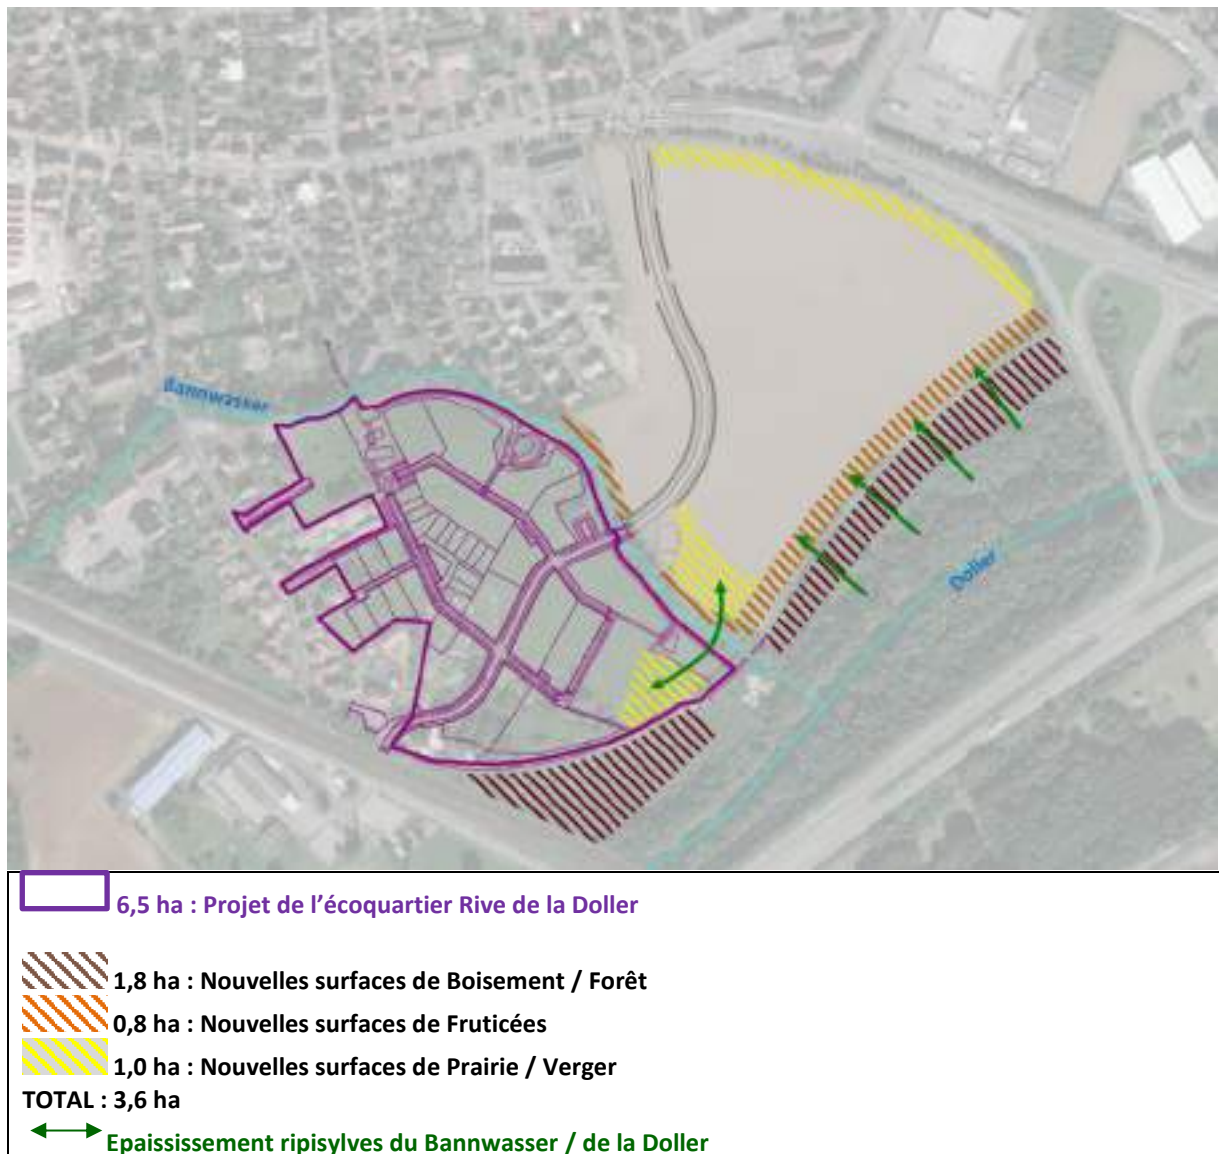 Bannwasser
Doller
6,5 ha : Projet de l'écoquartier Rive de la Doller
1,8 ha : Nouvelles surfaces de Boisement / Forêt
0,8 ha : Nouvelles surfaces de Fruticées
1,0 ha : Nouvelles surfaces de Prairie / Verger
TOTAL : 3,6 ha
Epaississement ripisylves du Bannwasser / de la Doller